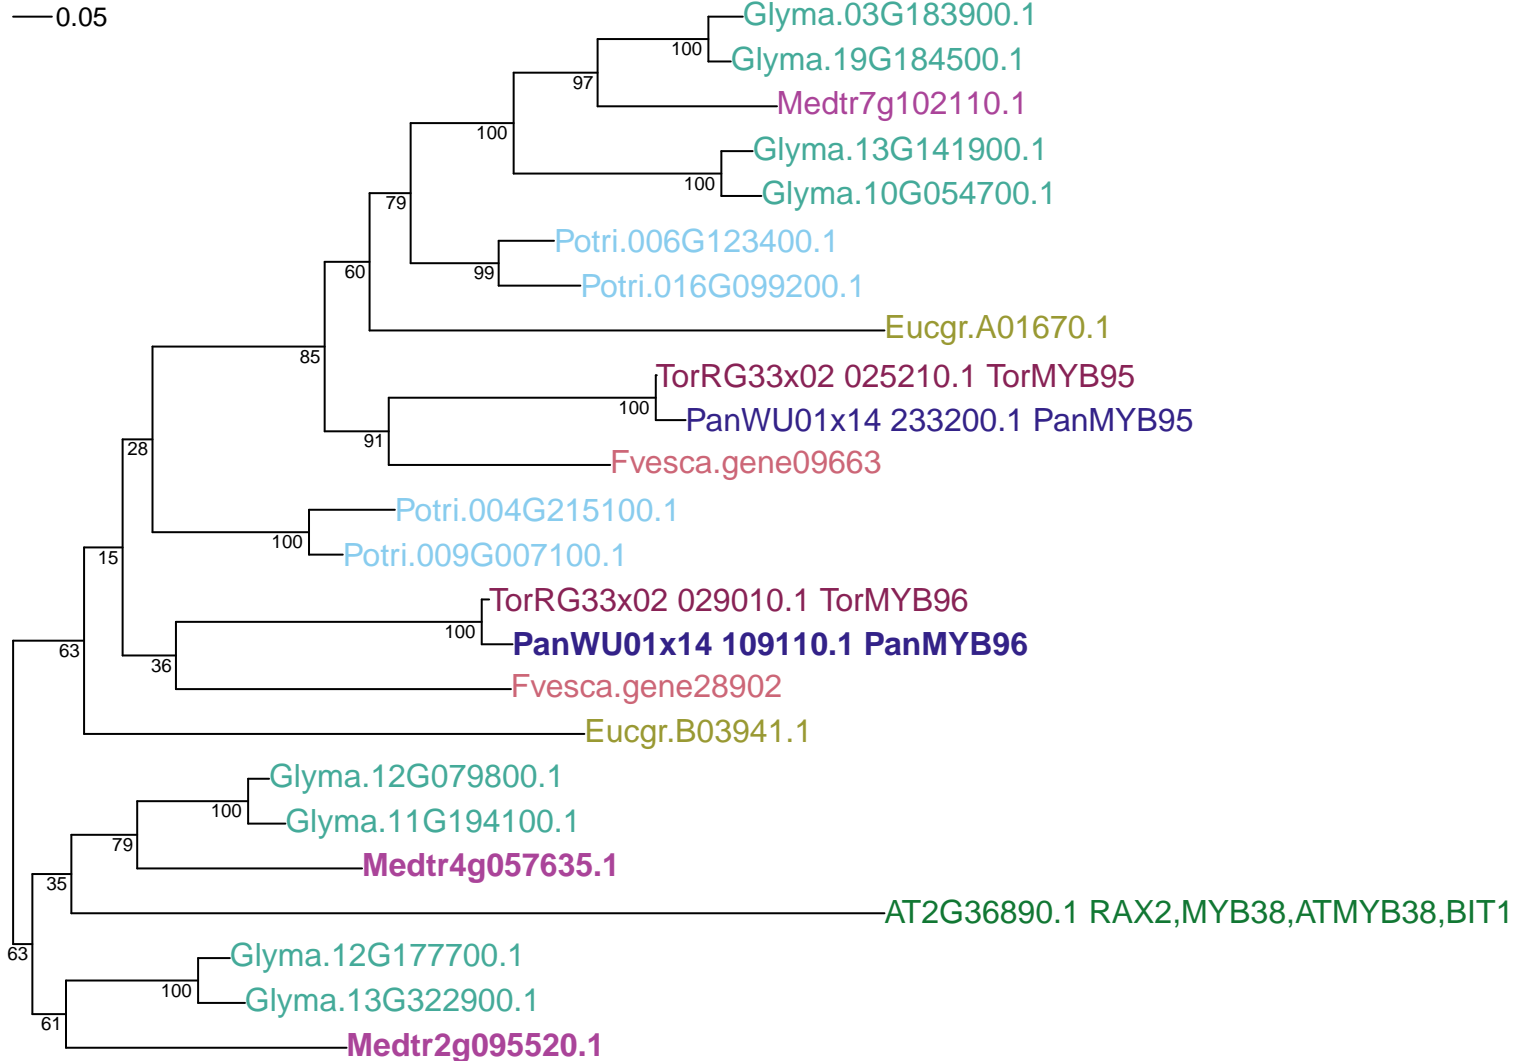 0.05
Glyma.03G183900.1
100
Glyma.19G184500.1
97
Medtr7g102110.1
100
Glyma.13G141900.1
100
Glyma.10G054700.1
79
Potri.006G123400.1
60
99
Potri.016G099200.1
Eucgr.A01670.1
85
TorRG33x02 025210.1 TorMYB95
100
PanWU01x14 233200.1 PanMYB95
91
28
Fvesca.gene09663
Potri.004G215100.1
100
15
Potri.009G007100.1
TorRG33x02 029010.1 TorMYB96
100
63
PanWU01x14 109110.1 PanMYB96
36
Fvesca.gene28902
Eucgr.B03941.1
Glyma.12G079800.1
100
Glyma.11G194100.1
79
Medtr4g057635.1
35
AT2G36890.1 RAX2,MYB38,ATMYB38,BIT1
63
Glyma.12G177700.1
100
Glyma.13G322900.1
61
Medtr2g095520.1